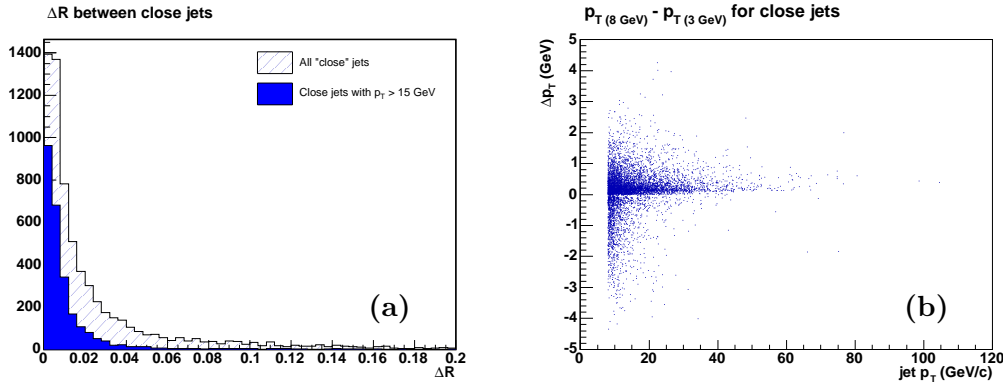 ΔR between close jets
1400
1200
1000
800
600
400
200
0
0 0.02 0.04 0.06 0.08 0.1 0.12 0.14 0.16 0.18 0.2
ΔR
All "close" jets
Close jets with p_T > 15 GeV
(a)
p_T (8 GeV) - p_T (3 GeV) for close jets
Δp_T (GeV)
5
4
3
2
1
0
-1
-2
-3
-4
-5
0 20 40 60 80 100 120
jet p_T (GeV/c)
(b)